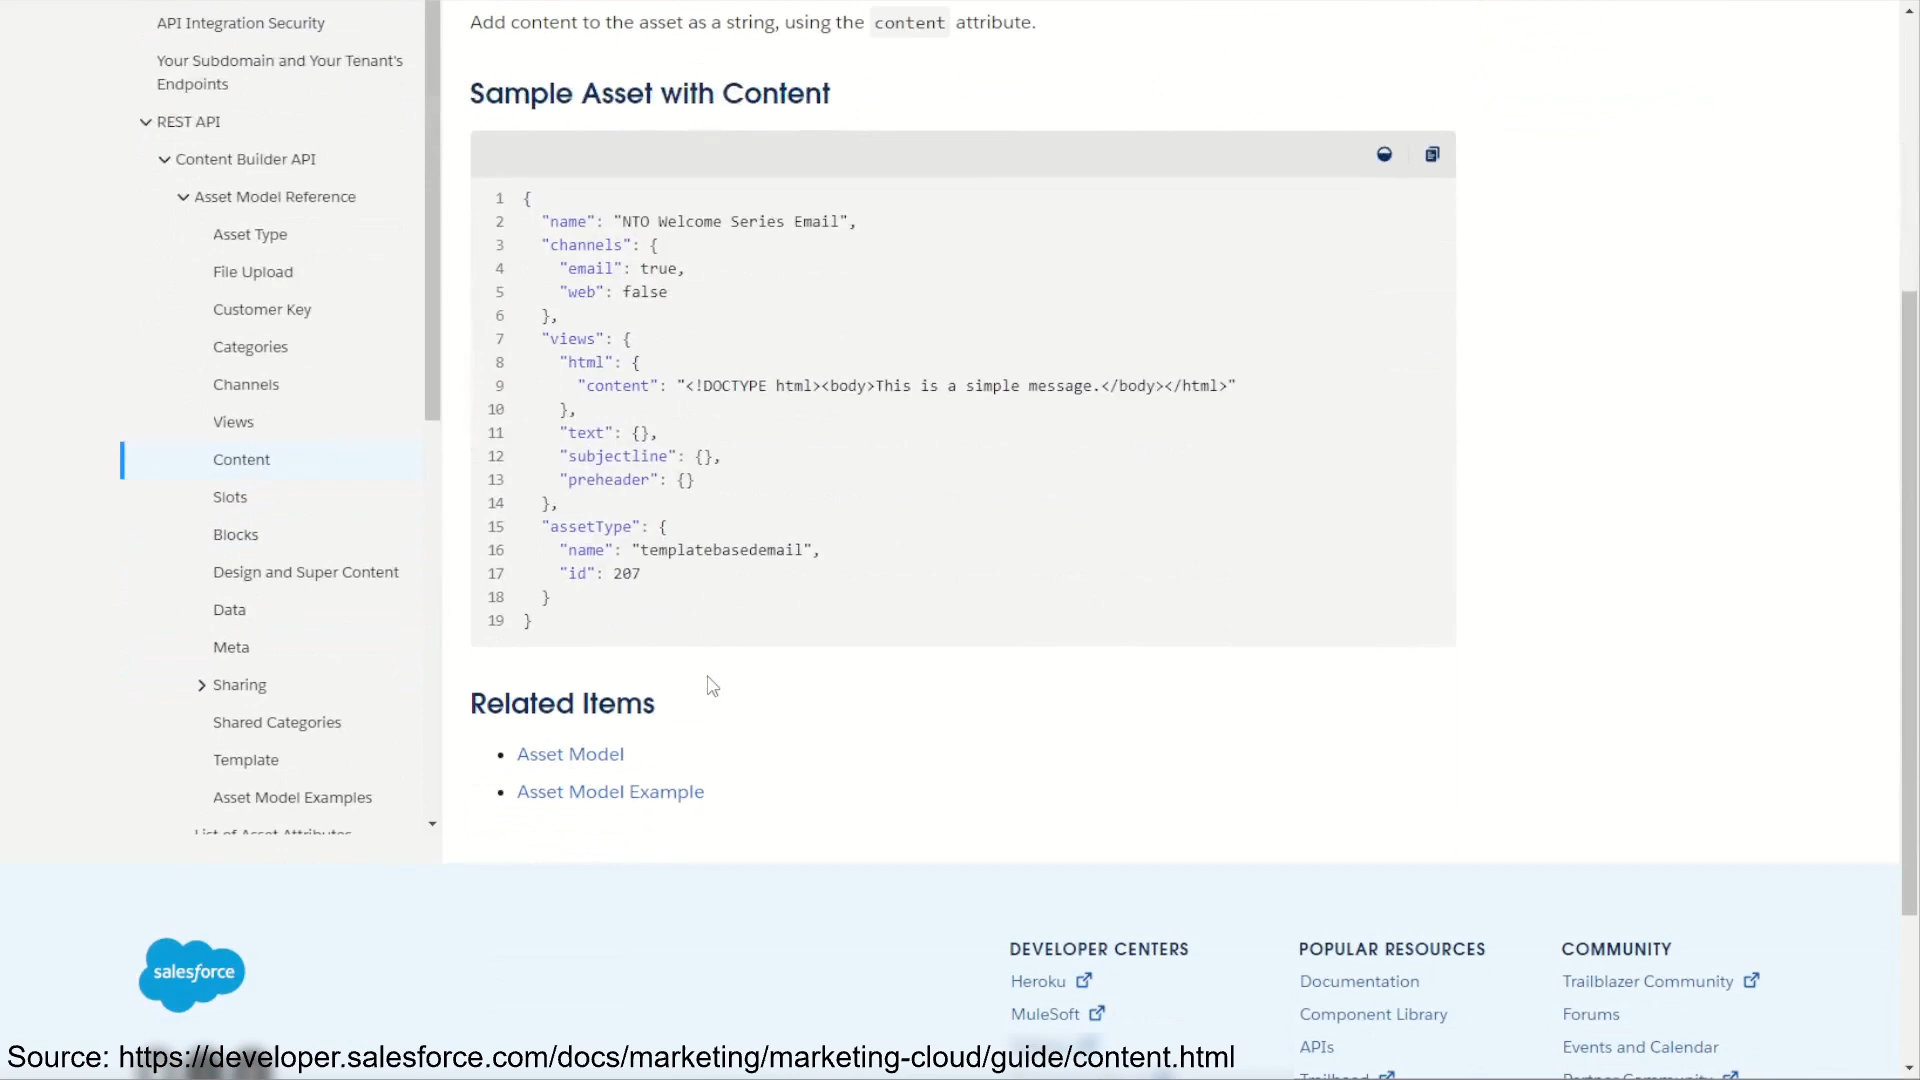 API Integration Security
Your Subdomain and Your Tenant's
Endpoints
REST API
Content Builder API
Asset Model Reference
Asset Type
File Upload
Customer Key
Categories
Channels
Views
Content
Slots
Blocks
Design and Super Content
Data
Meta
Sharing
Shared Categories
Template
Asset Model Examples
List of Asset Attributes
Add content to the asset as a string, using the content attribute.
Sample Asset with Content
1 {
2 "name": "NTO Welcome Series Email",
3 "channels": {
4 "email": true,
5 "web": false
6 },
7 "views": {
8 "html": {
9 "content": "<!DOCTYPE html><body>This is a simple message.</body></html>"
10 },
11 "text": {},
12 "subjectline": {},
13 "preheader": {}
14 },
15 "assetType": {
16 "name": "templatebasedemail",
17 "id": 207
18 }
19 }
Related Items
• Asset Model
• Asset Model Example
salesforce
DEVELOPER CENTERS
Heroku
MuleSoft
POPULAR RESOURCES
Documentation
Component Library
APIs
Trailhead
COMMUNITY
Trailblazer Community
Forums
Events and Calendar
Partner Community
Source: https://developer.salesforce.com/docs/marketing/marketing-cloud/guide/content.html